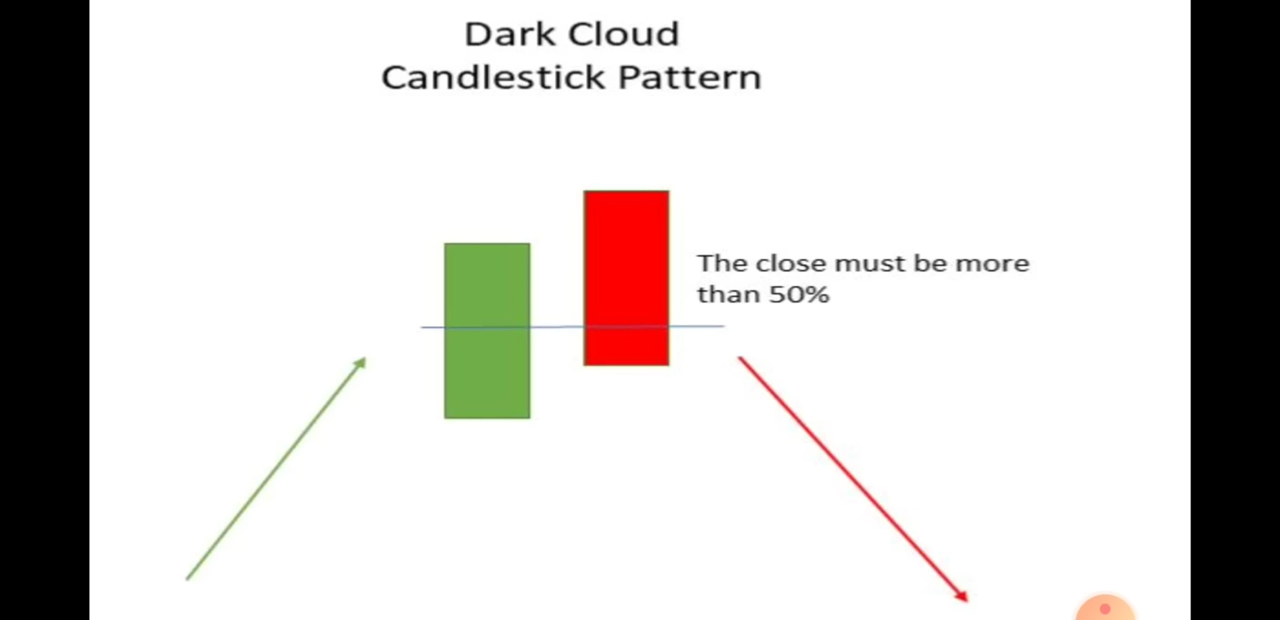 Dark Cloud
Candlestick Pattern
The close must be more
than 50%